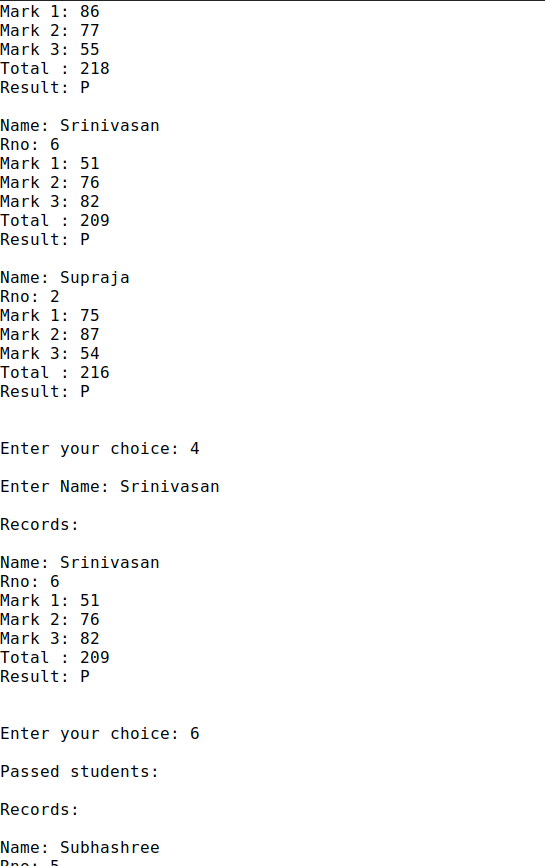 Mark 1: 86
Mark 2: 77
Mark 3: 55
Total : 218
Result: P
Name: Srinivasan
Rno: 6
Mark 1: 51
Mark 2: 76
Mark 3: 82
Total : 209
Result: P
Name: Supraja
Rno: 2
Mark 1: 75
Mark 2: 87
Mark 3: 54
Total : 216
Result: P
Enter your choice: 4
Enter Name: Srinivasan
Records:
Name: Srinivasan
Rno: 6
Mark 1: 51
Mark 2: 76
Mark 3: 82
Total : 209
Result: P
Enter your choice: 6
Passed students:
Records:
Name: Subhashree
Rno: 5